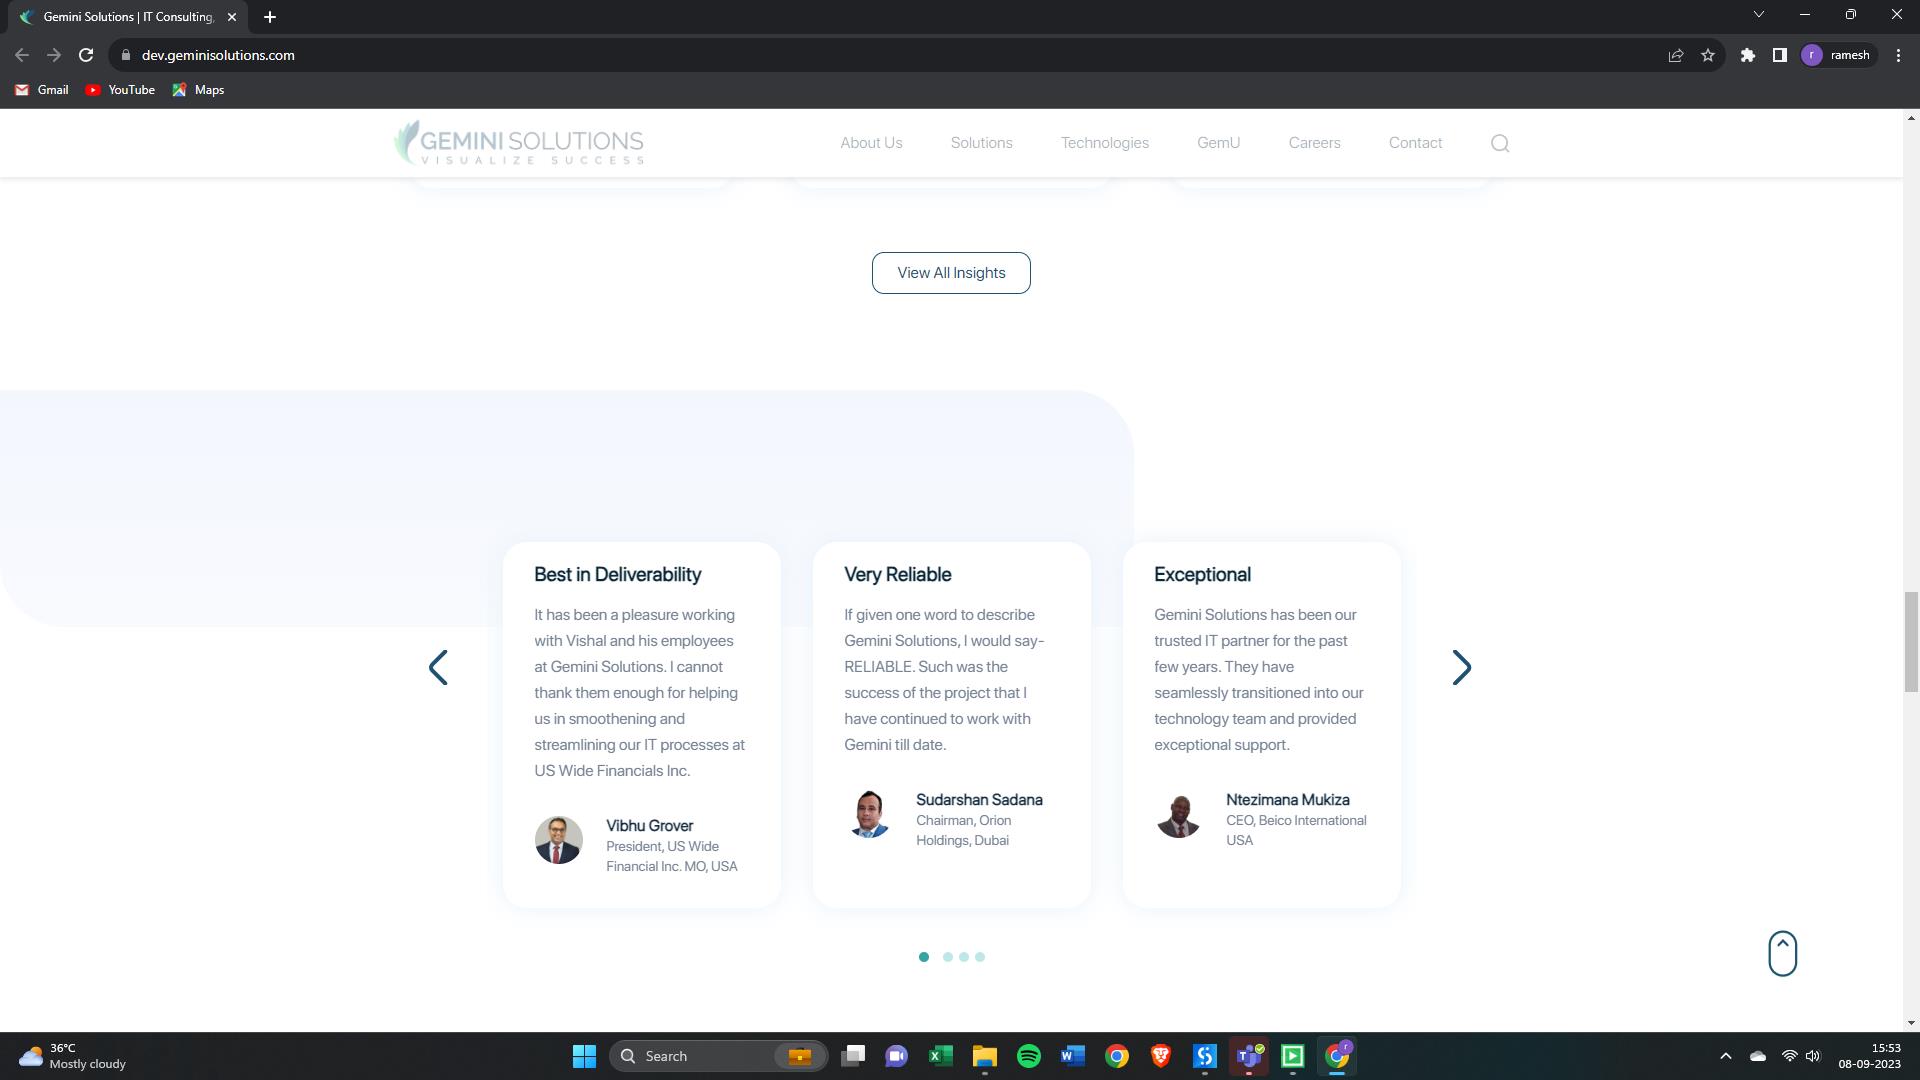 Gemini Solutions | IT Consulting,
dev.geminisolutions.com
r ramesh
Gmail YouTube Maps
GEMINI SOLUTIONS
VISUALIZE SUCCESS
About Us Solutions Technologies GemU Careers Contact
View All Insights
Best in Deliverability
It has been a pleasure working
with Vishal and his employees
at Gemini Solutions. I cannot
thank them enough for helping
us in smoothening and
streamlining our IT processes at
US Wide Financials Inc.
Vibhu Grover
President, US Wide
Financial Inc. MO, USA
Very Reliable
If given one word to describe
Gemini Solutions, I would say-
RELIABLE. Such was the
success of the project that I
have continued to work with
Gemini till date.
Sudarshan Sadana
Chairman, Orion
Holdings, Dubai
Exceptional
Gemini Solutions has been our
trusted IT partner for the past
few years. They have
seamlessly transitioned into our
technology team and provided
exceptional support.
Ntezimana Mukiza
CEO, Beico International
USA
36°C
Mostly cloudy
Search
15:53
08-09-2023